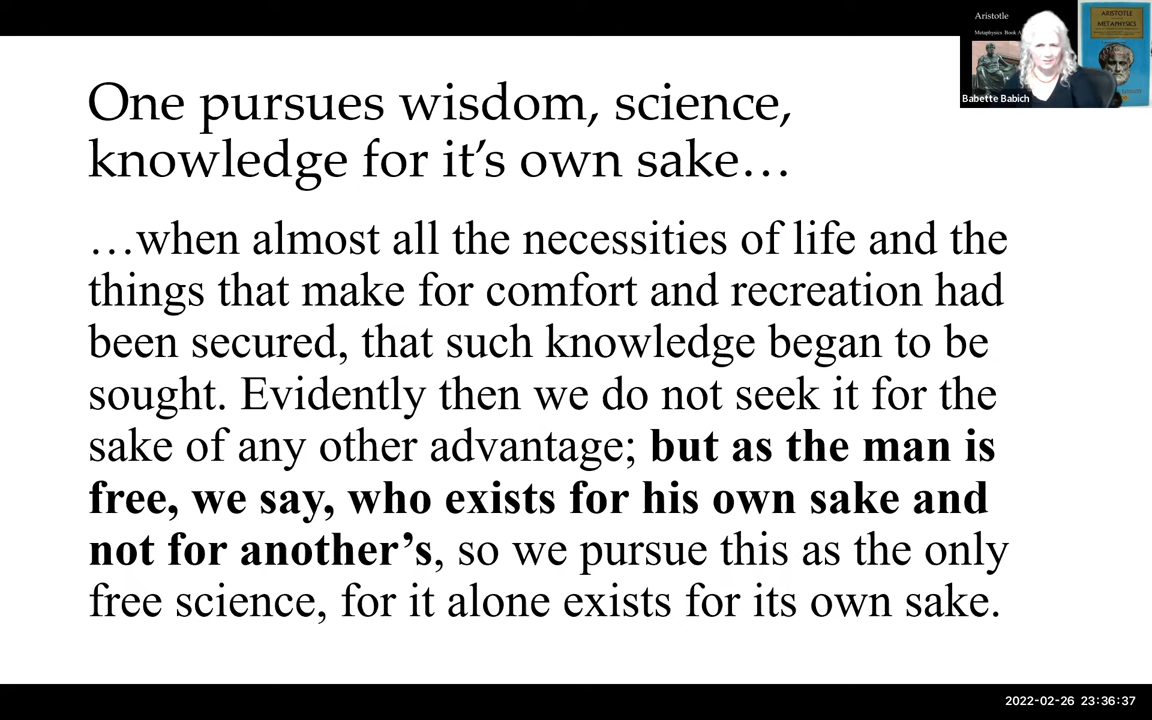 Aristotle
Metaphysics Book A
ARISTOTLE
METAPHYSICS
Babette Babich
One pursues wisdom, science,
knowledge for it’s own sake…
…when almost all the necessities of life and the
things that make for comfort and recreation had
been secured, that such knowledge began to be
sought. Evidently then we do not seek it for the
sake of any other advantage; but as the man is
free, we say, who exists for his own sake and
not for another’s, so we pursue this as the only
free science, for it alone exists for its own sake.
2022-02-26 23:36:37